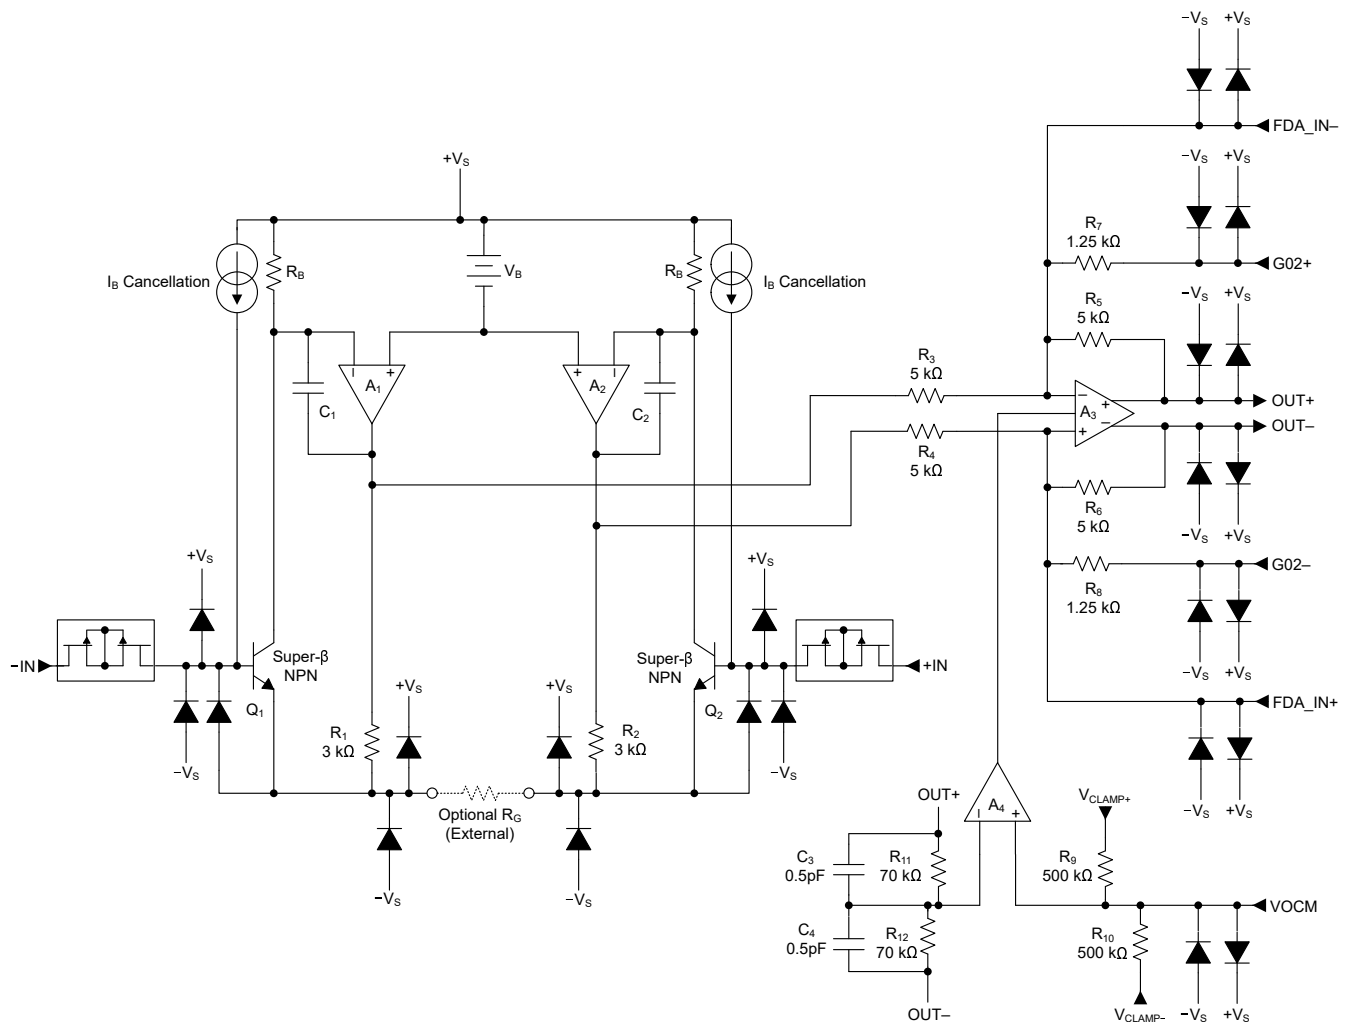 −VS +VS
FDA_IN–
−VS +VS
R7
1.25 kΩ
G02+
+VS
IB Cancellation
RB
VB
RB
IB Cancellation
−VS +VS
R5
5 kΩ
R3
5 kΩ
– +
A1
+ –
A2
C1
C2
–
A3
+
+
–
OUT+
OUT–
R4
5 kΩ
R6
5 kΩ
−VS +VS
G02–
R8
1.25 kΩ
−VS +VS
+VS
+VS
−IN
Super-β
NPN
Q1
Super-β
NPN
Q2
+IN
−VS
+VS
+VS
−VS
R1
3 kΩ
R2
3 kΩ
FDA_IN+
−VS +VS
Optional RG
(External)
−VS
−VS
OUT+
A4
– +
VCLAMP+
C3
0.5pF
R11
70 kΩ
R9
500 kΩ
VOCM
C4
0.5pF
R12
70 kΩ
R10
500 kΩ
OUT–
VCLAMP-
−VS +VS